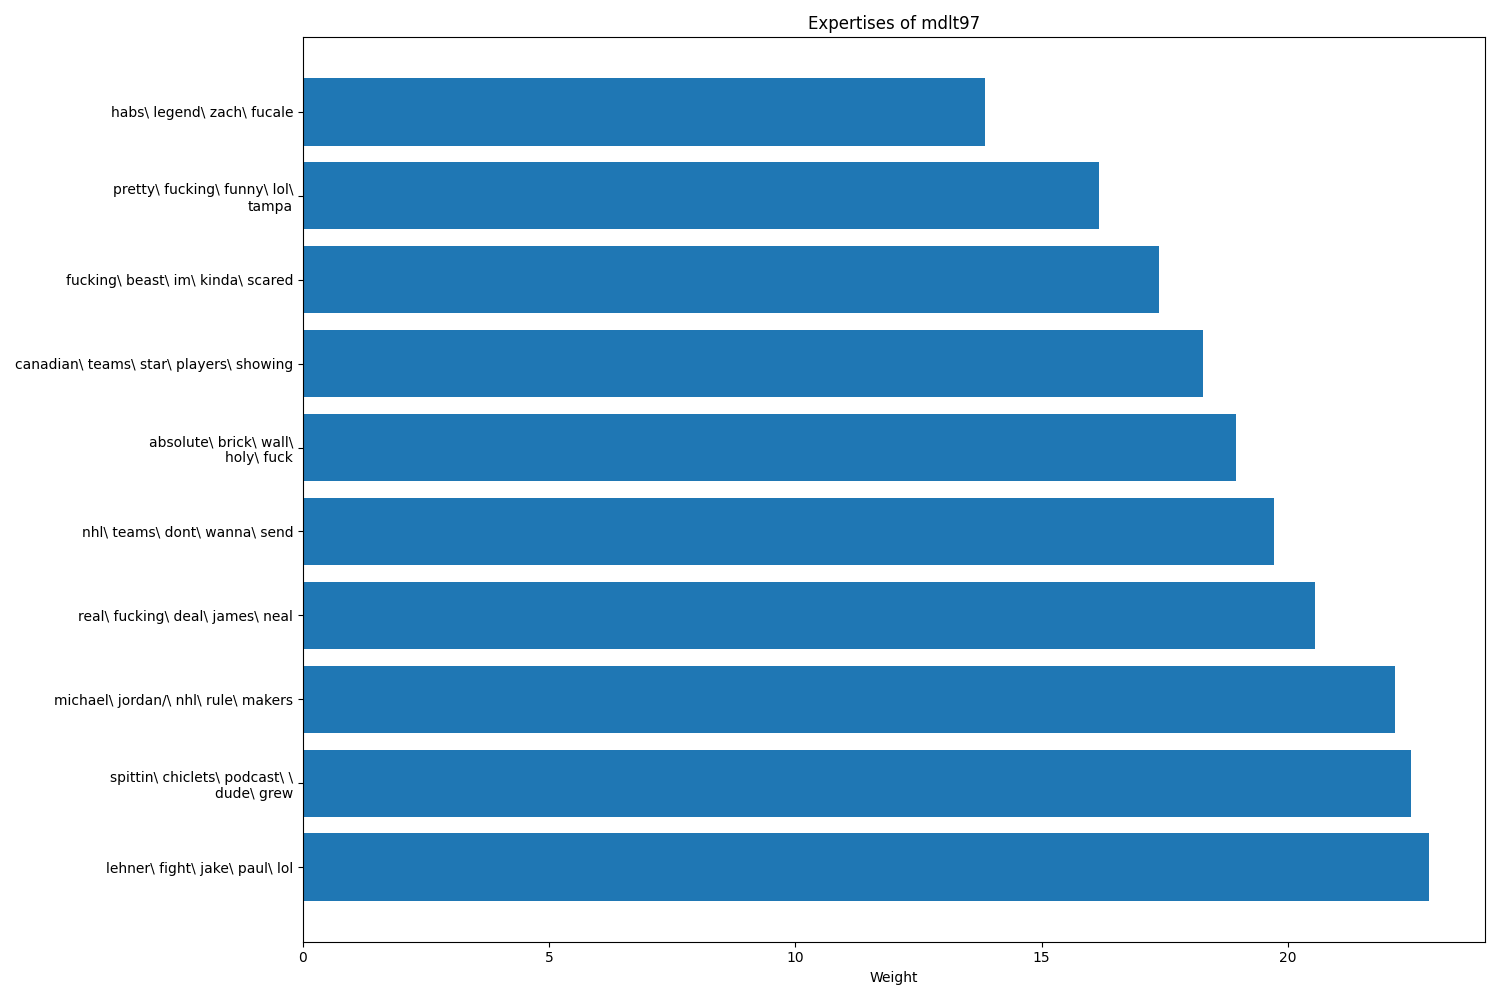 Expertises of mdlt97
habs\ legend\ zach\ fucale
pretty\ fucking\ funny\ lol\
tampa
fucking\ beast\ im\ kinda\ scared
canadian\ teams\ star\ players\ showing
absolute\ brick\ wall\
holy\ fuck
nhl\ teams\ dont\ wanna\ send
real\ fucking\ deal\ james\ neal
michael\ jordan/\ nhl\ rule\ makers
spittin\ chiclets\ podcast\ \
dude\ grew
lehner\ fight\ jake\ paul\ lol
0 5 10 15 20
Weight